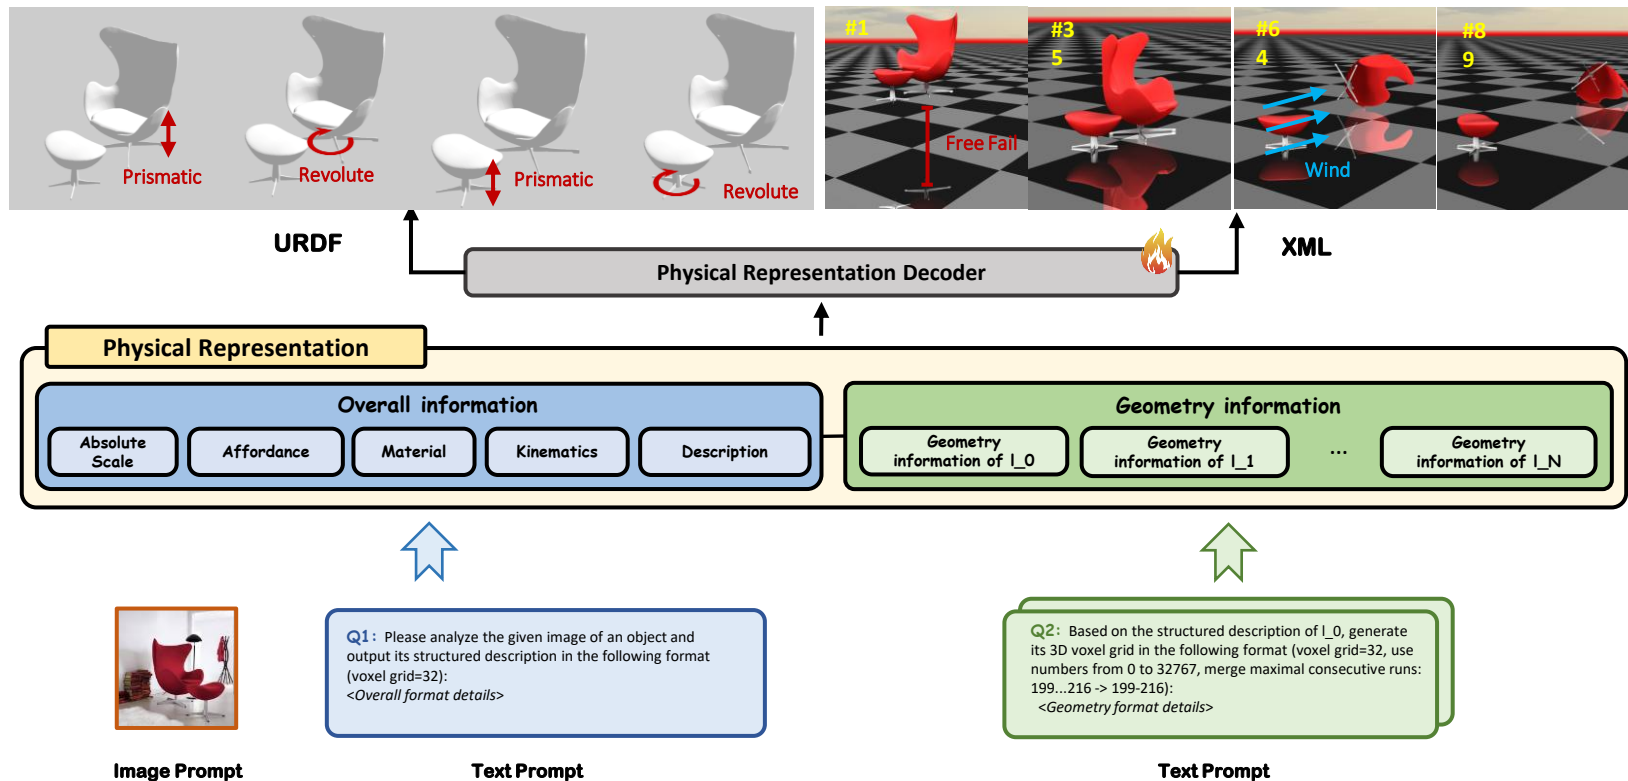 Prismatic
Revolute
Prismatic
Revolute
#1
Free Fail
#3
5
#6
4
Wind
#8
9
URDF
XML
Physical Representation Decoder
Physical Representation
Overall information
Absolute
Scale
Affordance
Material
Kinematics
Description
Geometry information
Geometry
information of l_0
Geometry
information of l_1
...
Geometry
information of l_N
Q1: Please analyze the given image of an object and
output its structured description in the following format
(voxel grid=32):
<Overall format details>
Q2: Based on the structured description of l_0, generate
its 3D voxel grid in the following format (voxel grid=32, use
numbers from 0 to 32767, merge maximal consecutive runs:
199...216 -> 199-216):
<Geometry format details>
Image Prompt
Text Prompt
Text Prompt